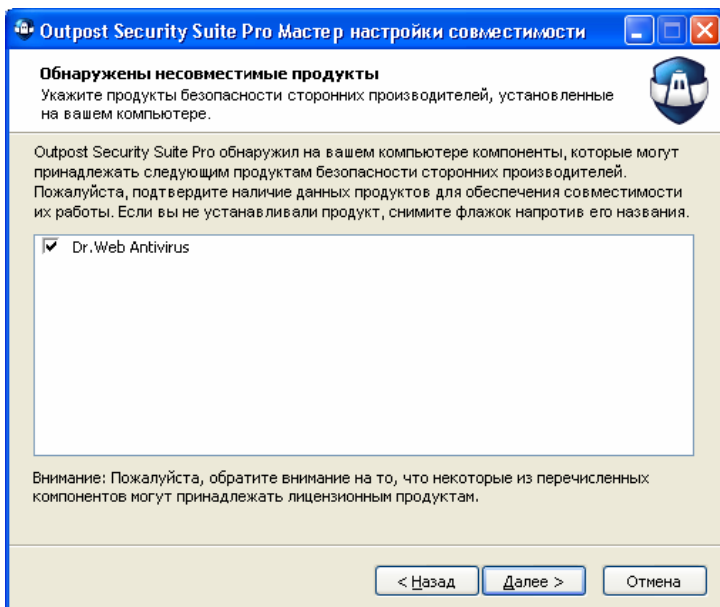 Outpost Security Suite Pro Мастер настройки совместимости
Обнаружены несовместимые продукты
Укажите продукты безопасности сторонних производителей, установленные
на вашем компьютере.
Outpost Security Suite Pro обнаружил на вашем компьютере компоненты, которые могут
принадлежать следующим продуктам безопасности сторонних производителей.
Пожалуйста, подтвердите наличие данных продуктов для обеспечения совместимости
их работы. Если вы не устанавливали продукт, снимите флажок напротив его названия.
Dr.Web Antivirus
Внимание: Пожалуйста, обратите внимание на то, что некоторые из перечисленных
компонентов могут принадлежать лицензионным продуктам.
< Назад Далее > Отмена